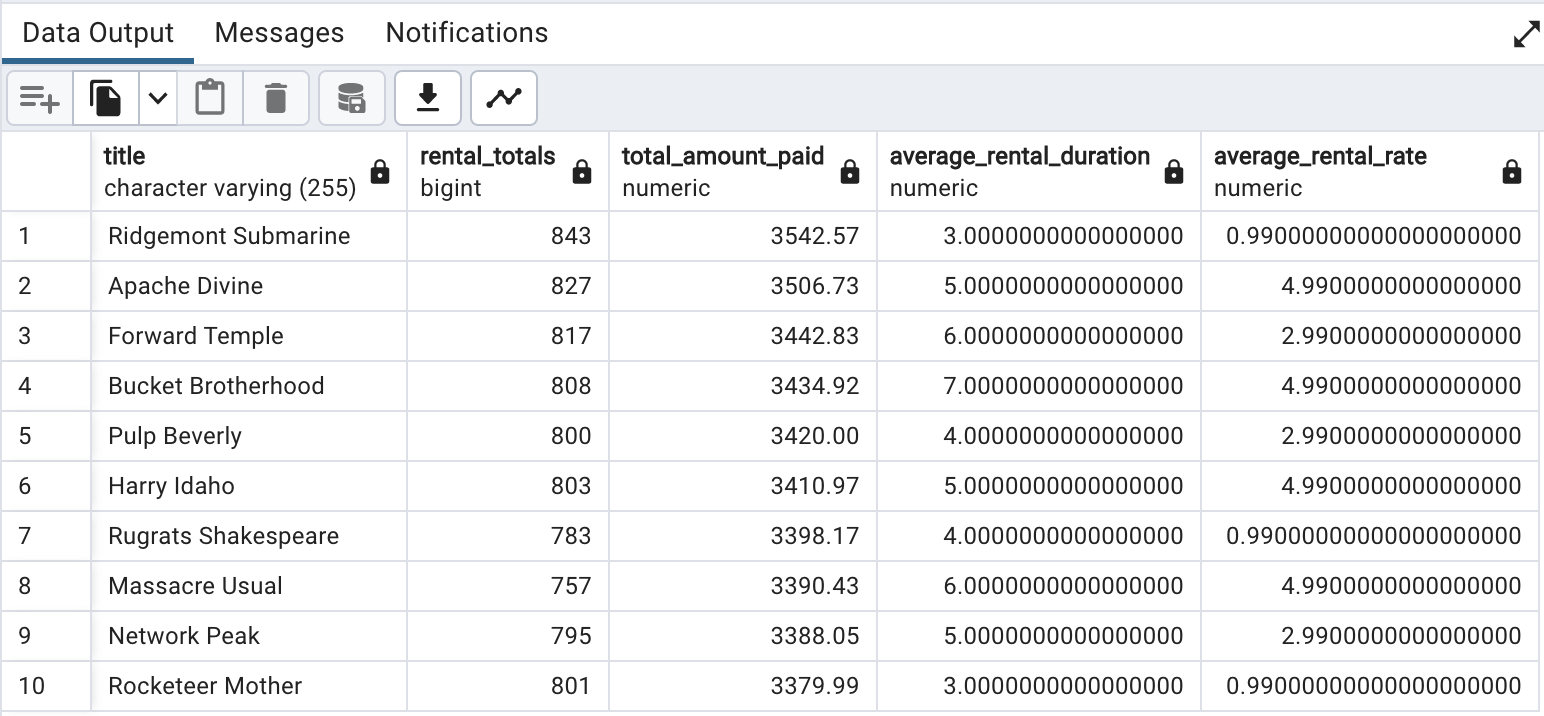 Data Output Messages Notifications
title rental_totals total_amount_paid average_rental_duration average_rental_rate
character varying (255) bigint numeric numeric numeric
1 Ridgemont Submarine 843 3542.57 3.0000000000000000 0.99000000000000000000
2 Apache Divine 827 3506.73 5.0000000000000000 4.9900000000000000
3 Forward Temple 817 3442.83 6.0000000000000000 2.9900000000000000
4 Bucket Brotherhood 808 3434.92 7.0000000000000000 4.9900000000000000
5 Pulp Beverly 800 3420.00 4.0000000000000000 2.9900000000000000
6 Harry Idaho 803 3410.97 5.0000000000000000 4.9900000000000000
7 Rugrats Shakespeare 783 3398.17 4.0000000000000000 0.99000000000000000000
8 Massacre Usual 757 3390.43 6.0000000000000000 4.9900000000000000
9 Network Peak 795 3388.05 5.0000000000000000 2.9900000000000000
10 Rocketeer Mother 801 3379.99 3.0000000000000000 0.99000000000000000000